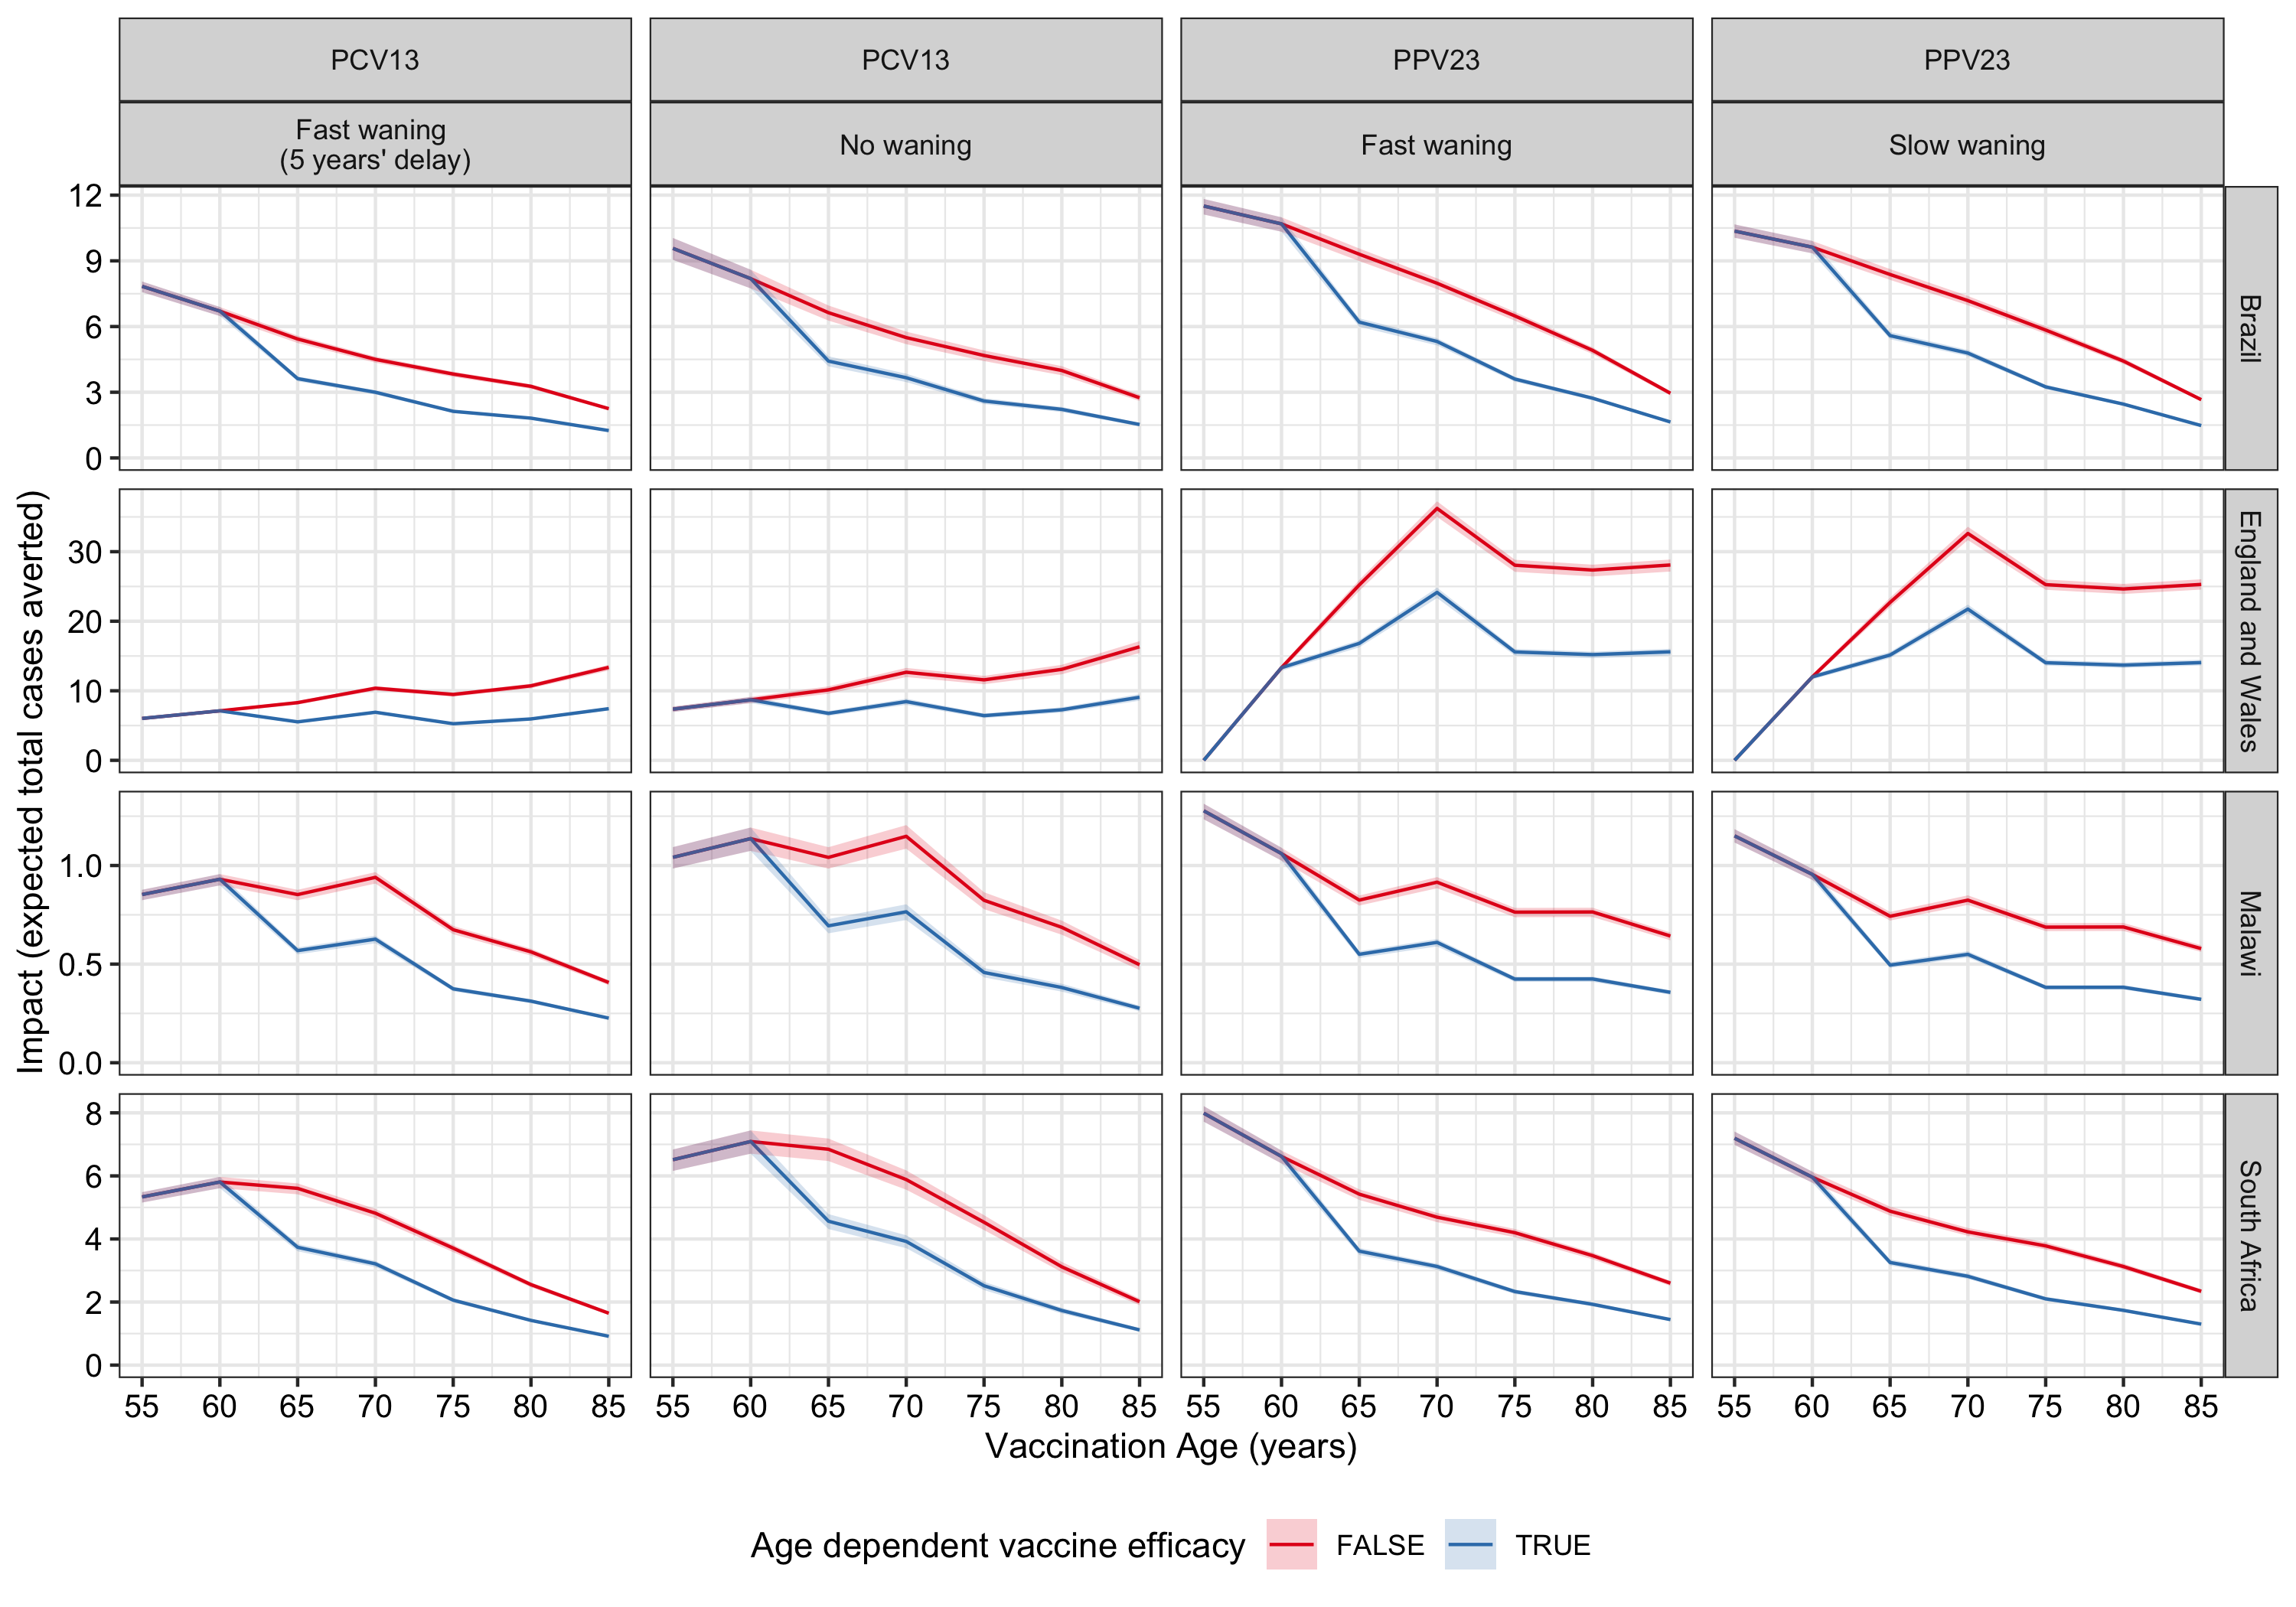 PCV13
PCV13
PPV23
PPV23
Fast waning
(5 years' delay)
No waning
Fast waning
Slow waning
12
9
6
3
0
Brazil
30
20
10
0
England and Wales
1.0
0.5
0.0
Malawi
8
6
4
2
0
South Africa
Impact (expected total cases averted)
55 60 65 70 75 80 85
55 60 65 70 75 80 85
55 60 65 70 75 80 85
55 60 65 70 75 80 85
Vaccination Age (years)
Age dependent vaccine efficacy FALSE TRUE